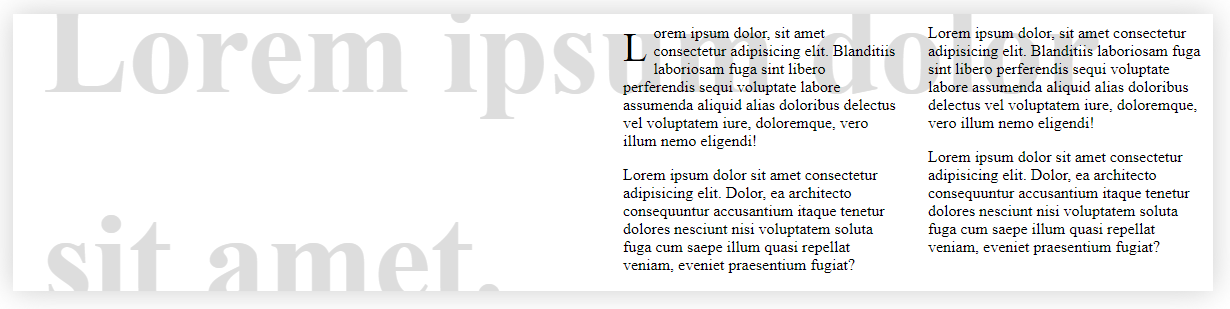 Lorem ipsum dolor
sit amet.
Lorem ipsum dolor, sit amet
consectetur adipisicing elit. Blanditiis
laboriosam fuga sint libero
perferendis sequi voluptate labore
assumenda aliquid alias doloribus delectus
vel voluptatem iure, doloremque, vero
illum nemo eligendi!
Lorem ipsum dolor sit amet consectetur
adipisicing elit. Dolor, ea architecto
consequuntur accusantium itaque tenetur
dolores nesciunt nisi voluptatem soluta
fuga cum saepe illum quasi repellat
veniam, eveniet praesentium fugiat?
Lorem ipsum dolor, sit amet consectetur
adipisicing elit. Blanditiis laboriosam fuga
sint libero perferendis sequi voluptate
labore assumenda aliquid alias doloribus
delectus vel voluptatem iure, doloremque,
vero illum nemo eligendi!
Lorem ipsum dolor sit amet consectetur
adipisicing elit. Dolor, ea architecto
consequuntur accusantium itaque tenetur
dolores nesciunt nisi voluptatem soluta
fuga cum saepe illum quasi repellat
veniam, eveniet praesentium fugiat?